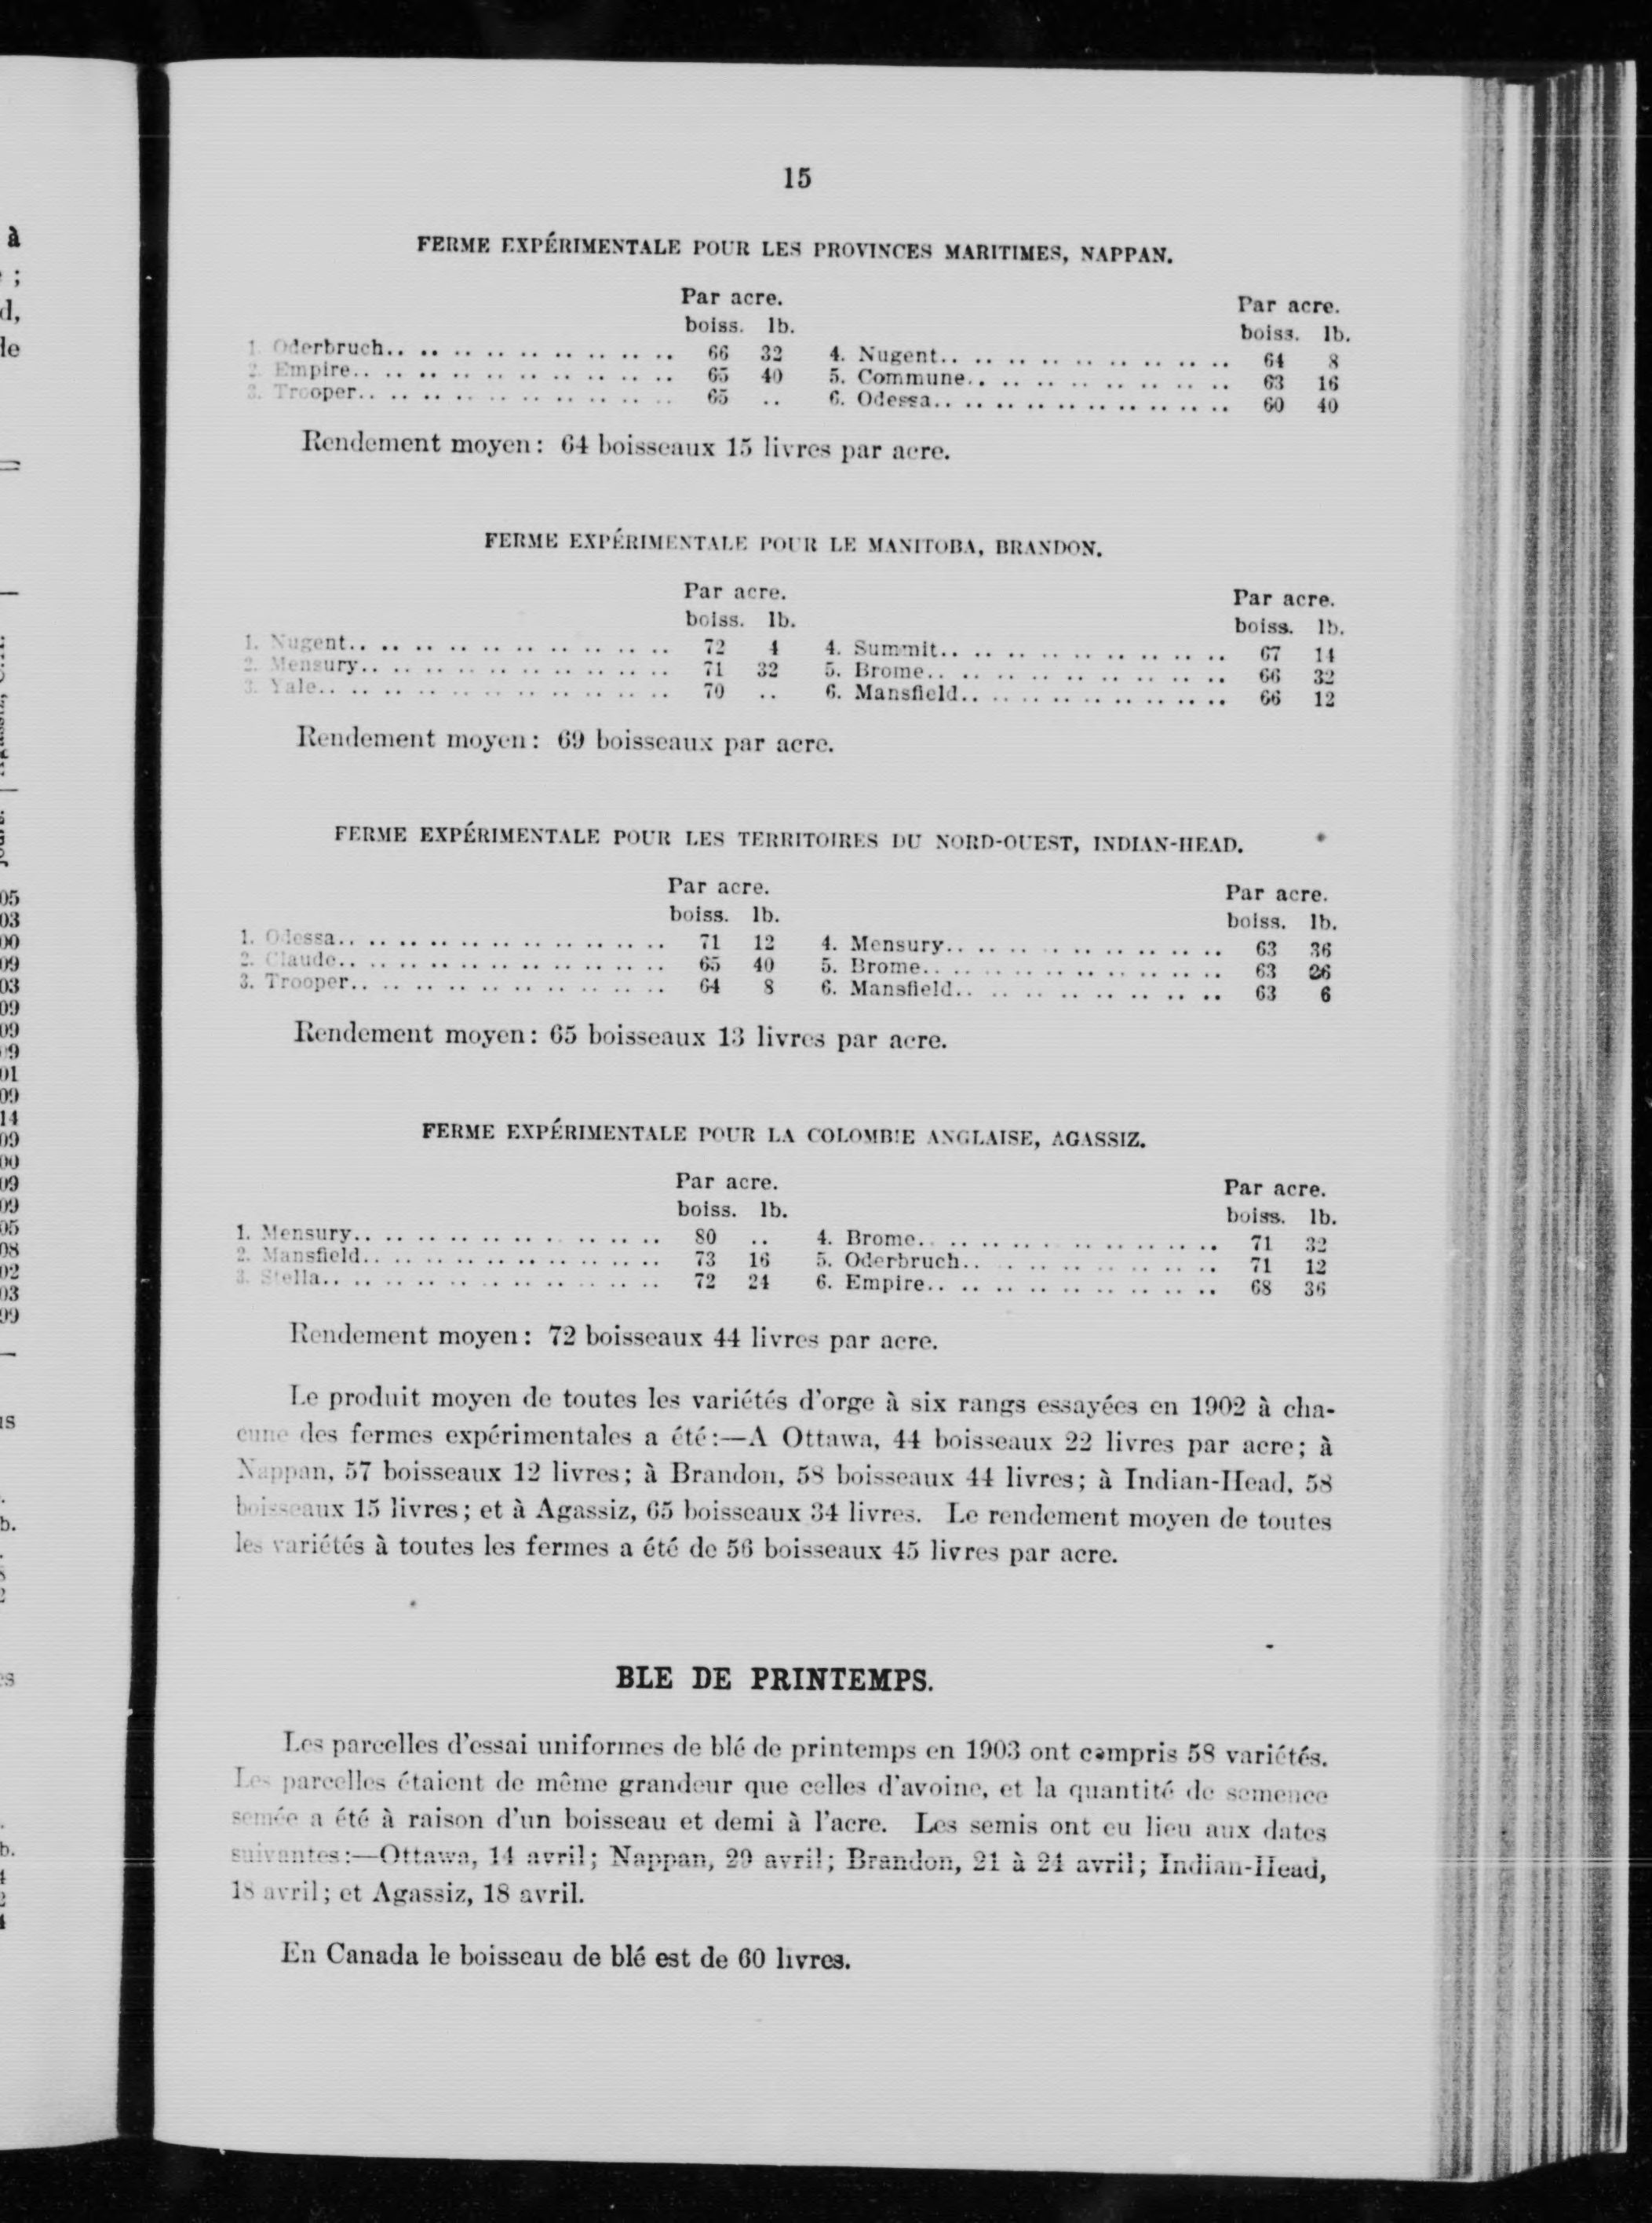 15
FERME EXPÉRIMENTALE POUR LES PROVINCES MARITIMES, NAPPAN.
Par acre. Par acre.
boiss. lb. boiss. lb.
1. Oderbruch.. .. .. .. .. .. .. .. .. .. 66 32 4. Nugent.. .. .. .. .. .. .. .. .. .. 64 8
2. Empire.. .. .. .. .. .. .. .. .. .. .. 65 40 5. Commune.. .. .. .. .. .. .. .. .. 63 16
3. Trooper.. .. .. .. .. .. .. .. .. .. .. 65 .. 6. Odessa.. .. .. .. .. .. .. .. .. .. 60 40
Rendement moyen: 64 boisseaux 15 livres par acre.
FERME EXPÉRIMENTALE POUR LE MANITOBA, BRANDON.
Par acre. Par acre.
boiss. lb. boiss. lb.
1. Nugent.. .. .. .. .. .. .. .. .. .. .. 72 4 4. Summit.. .. .. .. .. .. .. .. .. .. 67 14
2. Mensury.. .. .. .. .. .. .. .. .. .. .. 71 32 5. Brome.. .. .. .. .. .. .. .. .. .. 66 32
3. Yale.. .. .. .. .. .. .. .. .. .. .. .. 70 .. 6. Mansfield.. .. .. .. .. .. .. .. .. 66 12
Rendement moyen: 69 boisseaux par acre.
FERME EXPÉRIMENTALE POUR LES TERRITOIRES DU NORD-OUEST, INDIAN-HEAD.
Par acre. Par acre.
boiss. lb. boiss. lb.
1. Odessa.. .. .. .. .. .. .. .. .. .. .. 71 12 4. Mensury.. .. .. .. .. .. .. .. .. 63 36
2. Claude.. .. .. .. .. .. .. .. .. .. .. 65 40 5. Brome.. .. .. .. .. .. .. .. .. .. 63 26
3. Trooper.. .. .. .. .. .. .. .. .. .. .. 64 8 6. Mansfield.. .. .. .. .. .. .. .. .. 63 6
Rendement moyen: 65 boisseaux 13 livres par acre.
FERME EXPÉRIMENTALE POUR LA COLOMBIE ANGLAISE, AGASSIZ.
Par acre. Par acre.
boiss. lb. boiss. lb.
1. Mensury.. .. .. .. .. .. .. .. .. .. 80 .. 4. Brome.. .. .. .. .. .. .. .. .. .. 71 32
2. Mansfield.. .. .. .. .. .. .. .. .. .. 73 16 5. Oderbruch.. .. .. .. .. .. .. .. .. 71 12
3. Stella.. .. .. .. .. .. .. .. .. .. .. 72 24 6. Empire.. .. .. .. .. .. .. .. .. .. 68 36
Rendement moyen: 72 boisseaux 44 livres par acre.
Le produit moyen de toutes les variétés d'orge à six rangs essayées en 1902 à cha-
cune des fermes expérimentales a été:—A Ottawa, 44 boisseaux 22 livres par acre; à
Nappan, 57 boisseaux 12 livres; à Brandon, 58 boisseaux 44 livres; à Indian-Head, 58
boisseaux 15 livres; et à Agassiz, 65 boisseaux 34 livres. Le rendement moyen de toutes
les variétés à toutes les fermes a été de 56 boisseaux 45 livres par acre.
BLE DE PRINTEMPS.
Les parcelles d'essai uniformes de blé de printemps en 1903 ont compris 58 variétés.
Les parcelles étaient de même grandeur que celles d'avoine, et la quantité de semence
semée a été à raison d'un boisseau et demi à l'acre. Les semis ont eu lieu aux dates
suivantes:—Ottawa, 14 avril; Nappan, 29 avril; Brandon, 21 à 24 avril; Indian-Head,
18 avril; et Agassiz, 18 avril.
En Canada le boisseau de blé est de 60 livres.